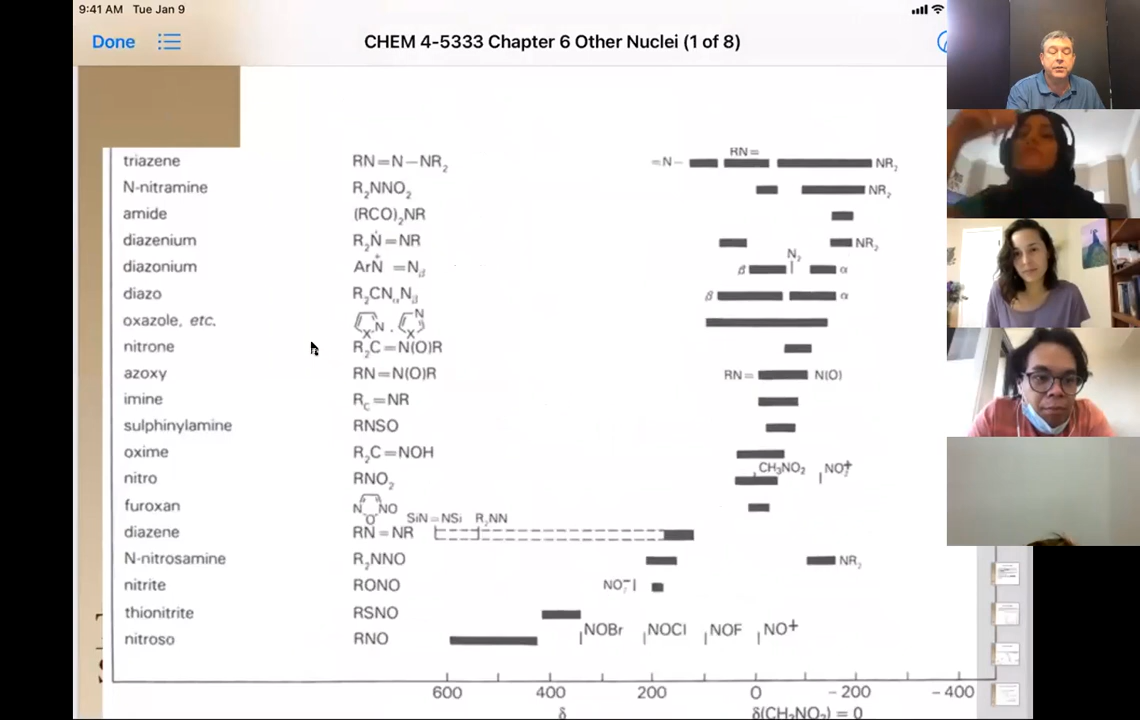 9:41 AM Tue Jan 9
Done
CHEM 4-5333 Chapter 6 Other Nuclei (1 of 8)
triazene RN=N−NR₂ =N− RN= NR₂
N-nitramine R₂NNO₂ NR₂
amide (RCO)₂NR
diazenium R₂N⁺=NR NR₂
diazonium ArN⁺=Nᵦ β N₂ α
diazo R₂CNₐNᵦ β α
oxazole, etc. X N . X N
nitrone R₂C=N(O)R
azoxy RN=N(O)R RN= N(O)
imine R꜀=NR
sulphinylamine RNSO
oxime R₂C=NOH
nitro RNO₂ CH₃NO₂ NO₂⁺
furoxan N O NO
diazene RN=NR SiN=NSi R₂NN
N-nitrosamine R₂NNO NR₂
nitrite RONO NO₂⁻
thionitrite RSNO
nitroso RNO NOBr NOCl NOF NO+
600 400 200 0 −200 −400
δ δ(CH₃NO₂) = 0